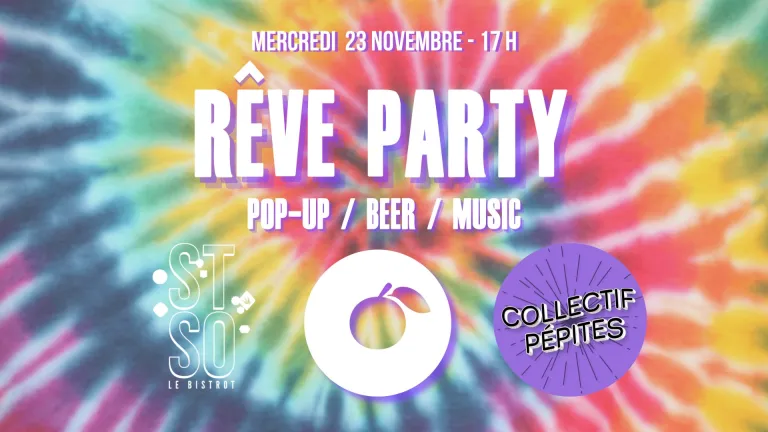 MERCREDI 23 NOVEMBRE - 17 H
RÊVE PARTY
POP-UP / BEER / MUSIC
ST
SO
LE BISTROT
COLLECTIF
PÉPITES